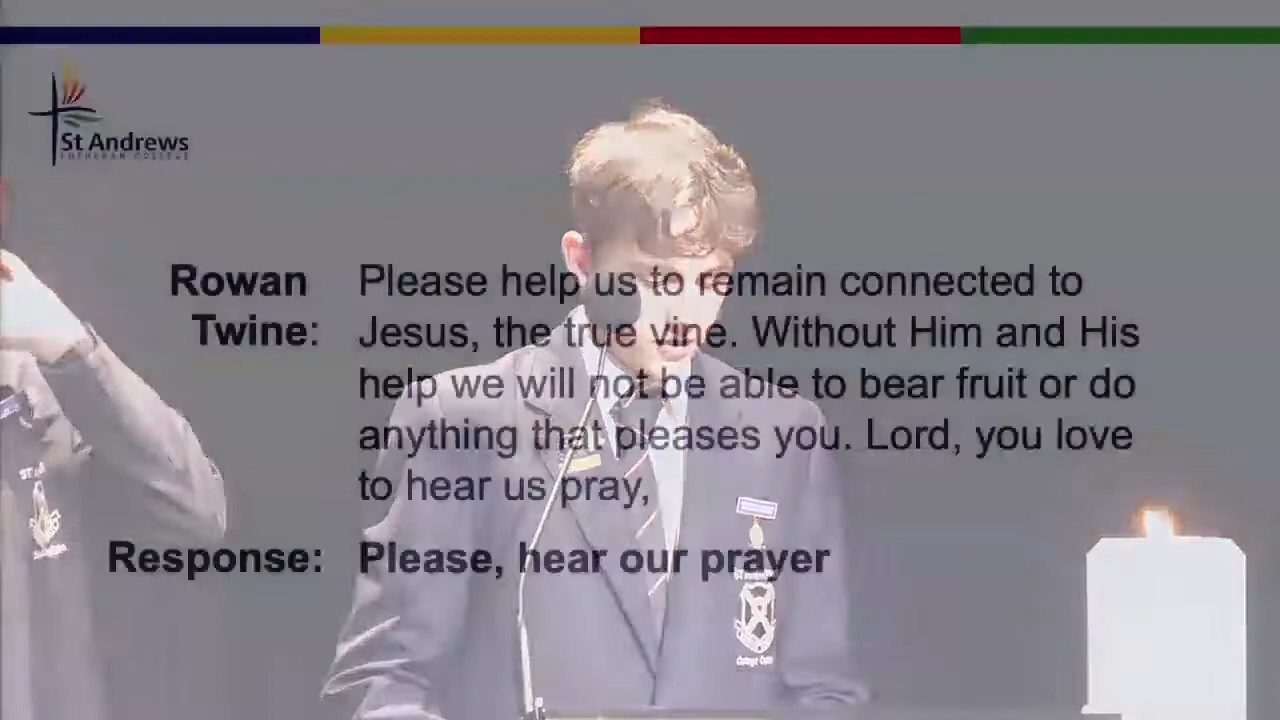 St Andrews
LUTHERAN COLLEGE
Rowan Please help us to remain connected to
Twine: Jesus, the true vine. Without Him and His
help we will not be able to bear fruit or do
anything that pleases you. Lord, you love
to hear us pray,
Response: Please, hear our prayer